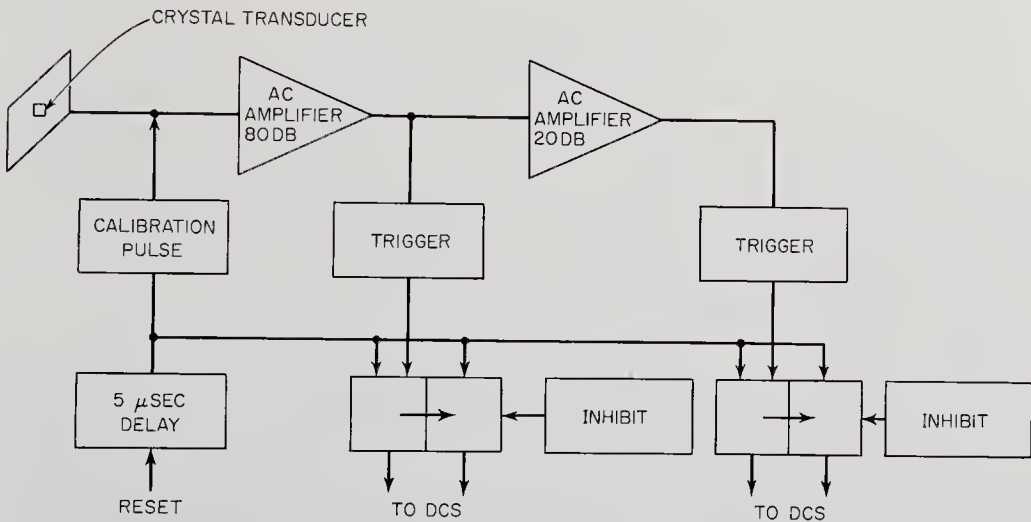 CRYSTAL TRANSDUCER
AC
AMPLIFIER
80DB
AC
AMPLIFIER
20DB
CALIBRATION
PULSE
TRIGGER
TRIGGER
5 μSEC
DELAY
INHIBIT
INHIBIT
RESET
TO DCS
TO DCS